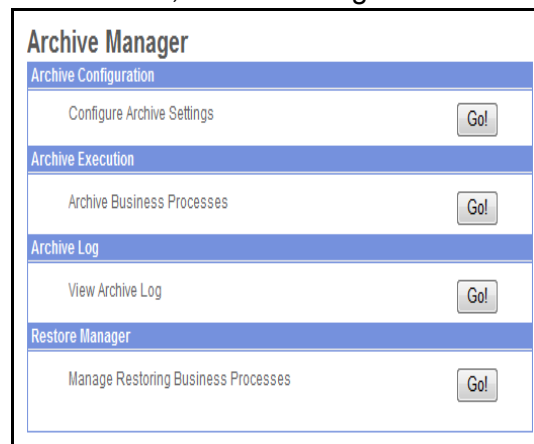 Archive Manager
Archive Configuration
Configure Archive Settings Go!
Archive Execution
Archive Business Processes Go!
Archive Log
View Archive Log Go!
Restore Manager
Manage Restoring Business Processes Go!